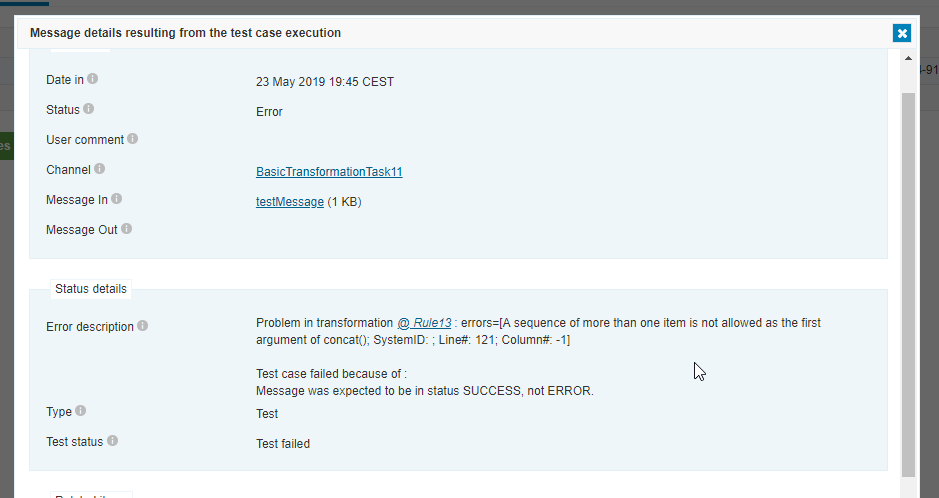 Message details resulting from the test case execution
-91
Date in
23 May 2019 19:45 CEST
Status
Error
User comment
Channel
BasicTransformationTask11
es
Message In
testMessage (1 KB)
Message Out
Status details
Error description
Problem in transformation @ Rule13 : errors=[A sequence of more than one item is not allowed as the first
argument of concat(); SystemID: ; Line#: 121; Column#: -1]
Test case failed because of :
Message was expected to be in status SUCCESS, not ERROR.
Type
Test
Test status
Test failed